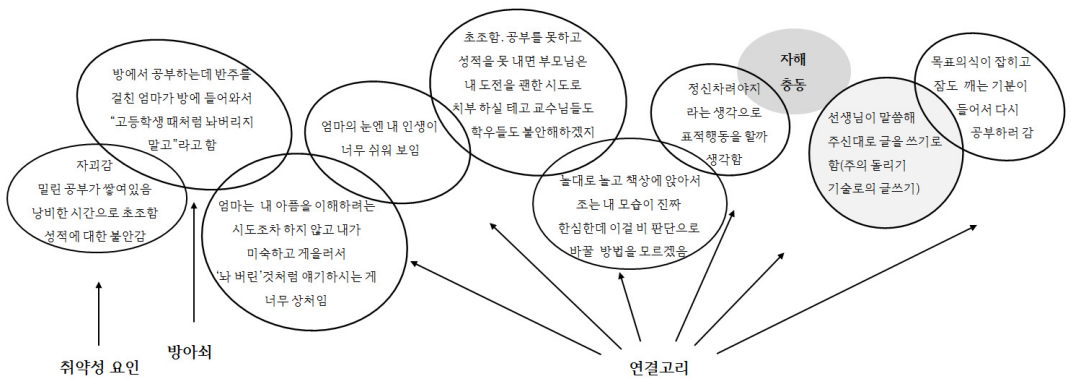 자괴감
밀린 공부가 쌓여있음
낭비한 시간으로 초조함
성적에 대한 불안감
방에서 공부하는데 반주를
걸친 엄마가 방에 들어와서
“고등학생 때처럼 놔버리지
말고”라고 함
엄마는 내 아픔을 이해하려는
시도조차 하지 않고 내가
미숙하고 게을러서
‘놔 버린’것처럼 얘기하시는 게
너무 상처임
엄마의 눈엔 내 인생이
너무 쉬워 보임
초조함. 공부를 못하고
성적을 못 내면 부모님은
내 도전을 괜한 시도로
치부 하실 테고 교수님들도
학우들도 불안해하겠지
놀대로 놀고 책상에 앉아서
조는 내 모습이 진짜
한심한데 이걸 비 판단으로
바꿀 방법을 모르겠음
정신차려야지
라는 생각으로
표적행동을 할까
생각함
자해
충동
선생님이 말씀해
주신대로 글을 쓰기로
함(주의 돌리기
기술로의 글쓰기)
목표의식이 잡히고
잠도 깨는 기분이
들어서 다시
공부하러 감
취약성 요인
방아쇠
연결고리